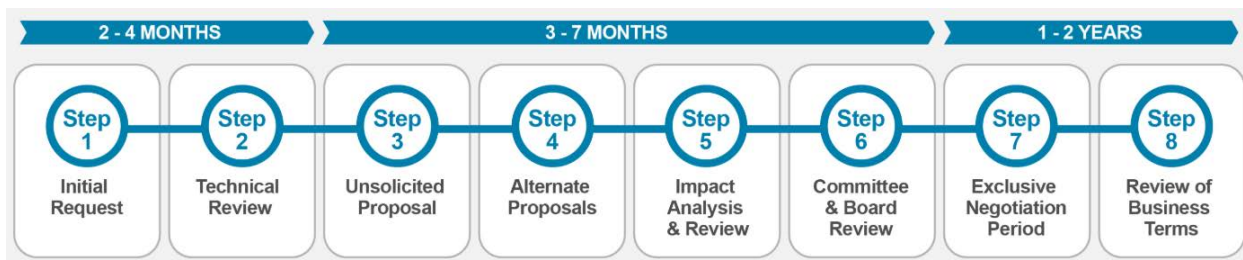 2 - 4 MONTHS
3 - 7 MONTHS
1 - 2 YEARS
Step
1
Initial
Request
Step
2
Technical
Review
Step
3
Unsolicited
Proposal
Step
4
Alternate
Proposals
Step
5
Impact
Analysis
& Review
Step
6
Committee
& Board
Review
Step
7
Exclusive
Negotiation
Period
Step
8
Review of
Business
Terms